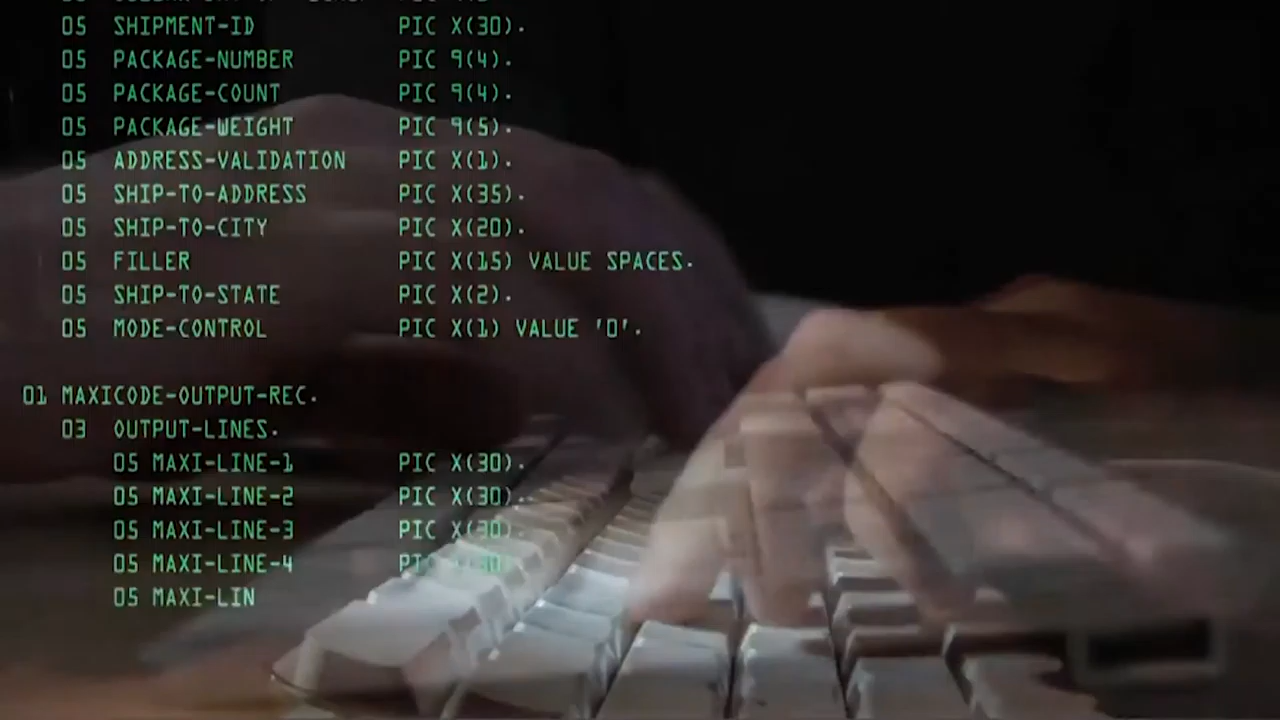 05 SHIPMENT-ID PIC X(30).
05 PACKAGE-NUMBER PIC 9(4).
05 PACKAGE-COUNT PIC 9(4).
05 PACKAGE-WEIGHT PIC 9(5).
05 ADDRESS-VALIDATION PIC X(1).
05 SHIP-TO-ADDRESS PIC X(35).
05 SHIP-TO-CITY PIC X(20).
05 FILLER PIC X(15) VALUE SPACES.
05 SHIP-TO-STATE PIC X(2).
05 MODE-CONTROL PIC X(1) VALUE '0'.
01 MAXICODE-OUTPUT-REC.
03 OUTPUT-LINES.
05 MAXI-LINE-1 PIC X(30).
05 MAXI-LINE-2 PIC X(30).
05 MAXI-LINE-3 PIC X(30).
05 MAXI-LINE-4 PIC X(30).
05 MAXI-LIN